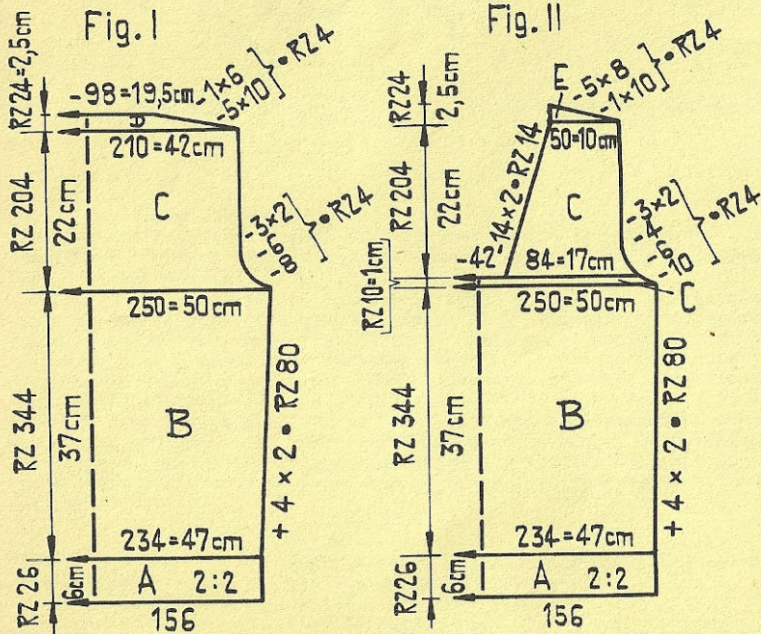 Fig. I
RZ24=2,5cm
-98=19,5cm
-1×6
-5×10
} • RZ4
e
210=42cm
RZ 204
22cm
C
-3×2
-6
-8
} • RZ4
250=50cm
RZ 344
37cm
B
+ 4 × 2 • RZ 80
234=47cm
RZ 26
6cm
A 2:2
156
Fig. II
RZ24
2,5cm
E
-5×8
-1×10
} • RZ4
50=10cm
RZ 204
22cm
-14×2•RZ14
C
-3×2
-4
-6
-10
} • RZ4
-42
84=17cm
RZ10=1cm
250=50cm
C
RZ 344
37cm
B
+ 4 × 2 • RZ 80
234=47cm
RZ26
6cm
A 2:2
156